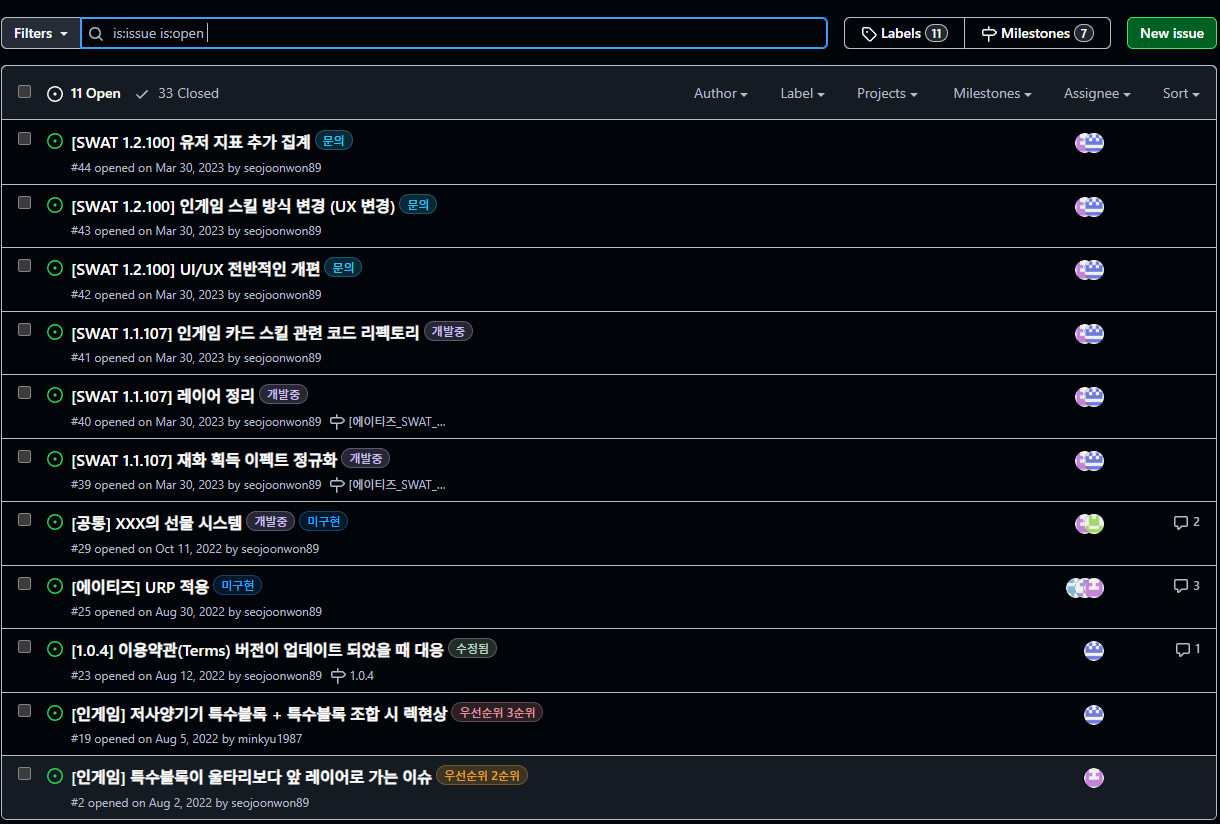 Filters is:issue is:open Labels 11 Milestones 7 New issue
11 Open 33 Closed Author Label Projects Milestones Assignee Sort
[SWAT 1.2.100] 유저 지표 추가 집계 문의
#44 opened on Mar 30, 2023 by seojoonwon89
[SWAT 1.2.100] 인게임 스킬 방식 변경 (UX 변경) 문의
#43 opened on Mar 30, 2023 by seojoonwon89
[SWAT 1.2.100] UI/UX 전반적인 개편 문의
#42 opened on Mar 30, 2023 by seojoonwon89
[SWAT 1.1.107] 인게임 카드 스킬 관련 코드 리펙토리 개발중
#41 opened on Mar 30, 2023 by seojoonwon89
[SWAT 1.1.107] 레이어 정리 개발중
#40 opened on Mar 30, 2023 by seojoonwon89 [에이티즈_SWAT_...
[SWAT 1.1.107] 재화 획득 이펙트 정규화 개발중
#39 opened on Mar 30, 2023 by seojoonwon89 [에이티즈_SWAT_...
[공통] XXX의 선물 시스템 개발중 미구현 2
#29 opened on Oct 11, 2022 by seojoonwon89
[에이티즈] URP 적용 미구현 3
#25 opened on Aug 30, 2022 by seojoonwon89
[1.0.4] 이용약관(Terms) 버전이 업데이트 되었을 때 대응 수정됨 1
#23 opened on Aug 12, 2022 by seojoonwon89 1.0.4
[인게임] 저사양기기 특수블록 + 특수블록 조합 시 렉현상 우선순위 3순위
#19 opened on Aug 5, 2022 by minkyu1987
[인게임] 특수블록이 울타리보다 앞 레이어로 가는 이슈 우선순위 2순위
#2 opened on Aug 2, 2022 by seojoonwon89